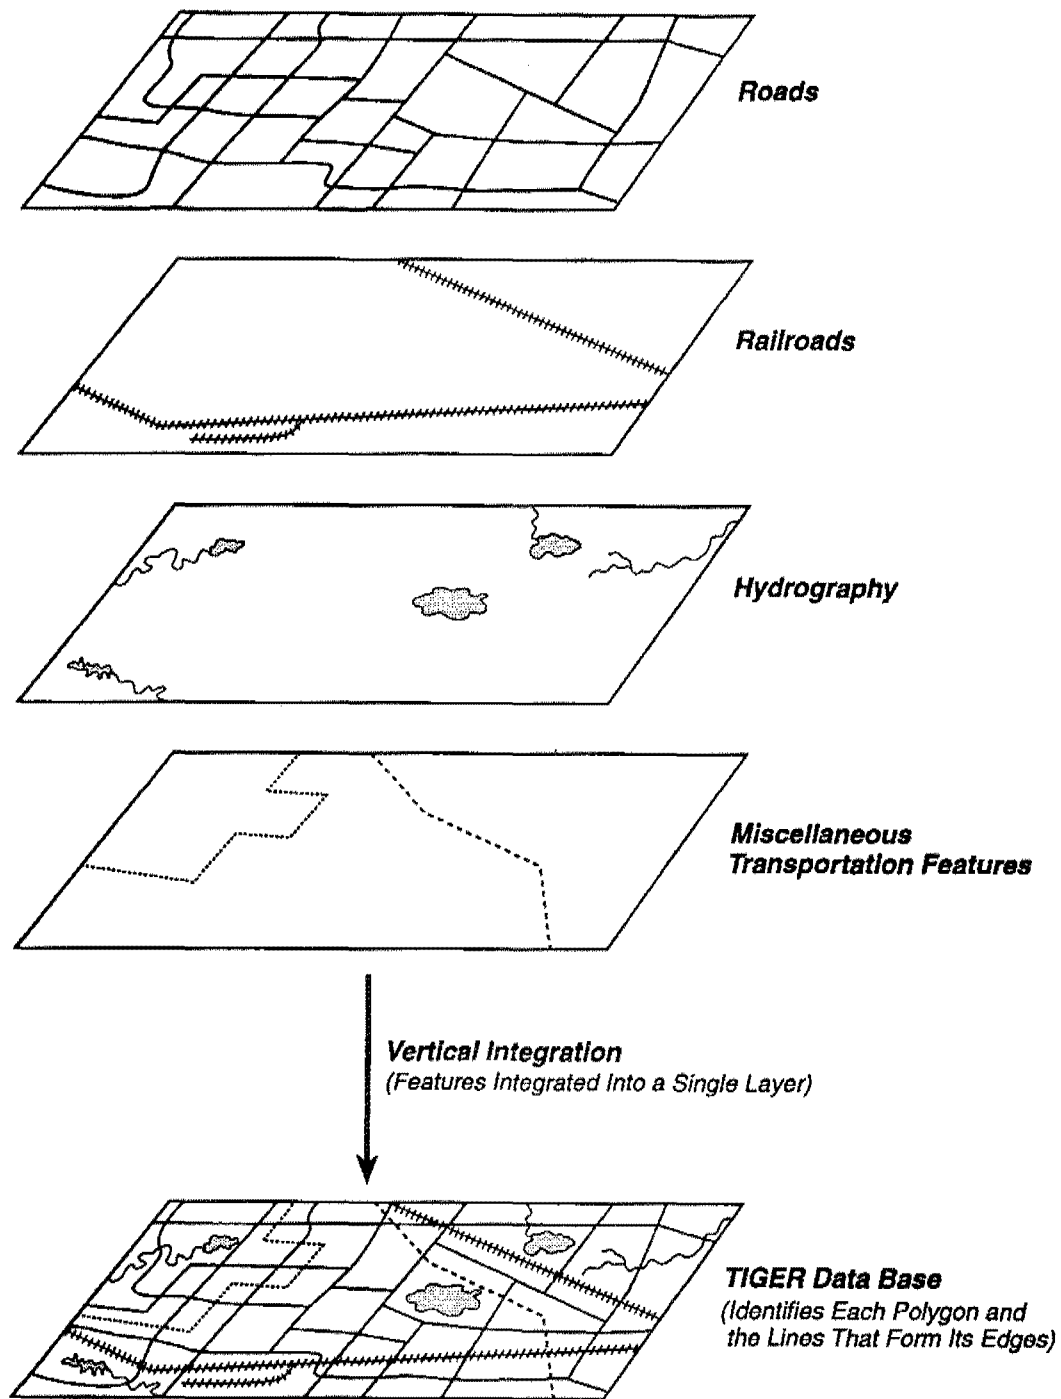 Roads
Railroads
Hydrography
Miscellaneous
Transportation Features
Vertical Integration
(Features Integrated Into a Single Layer)
TIGER Data Base
(Identifies Each Polygon and
the Lines That Form Its Edges)